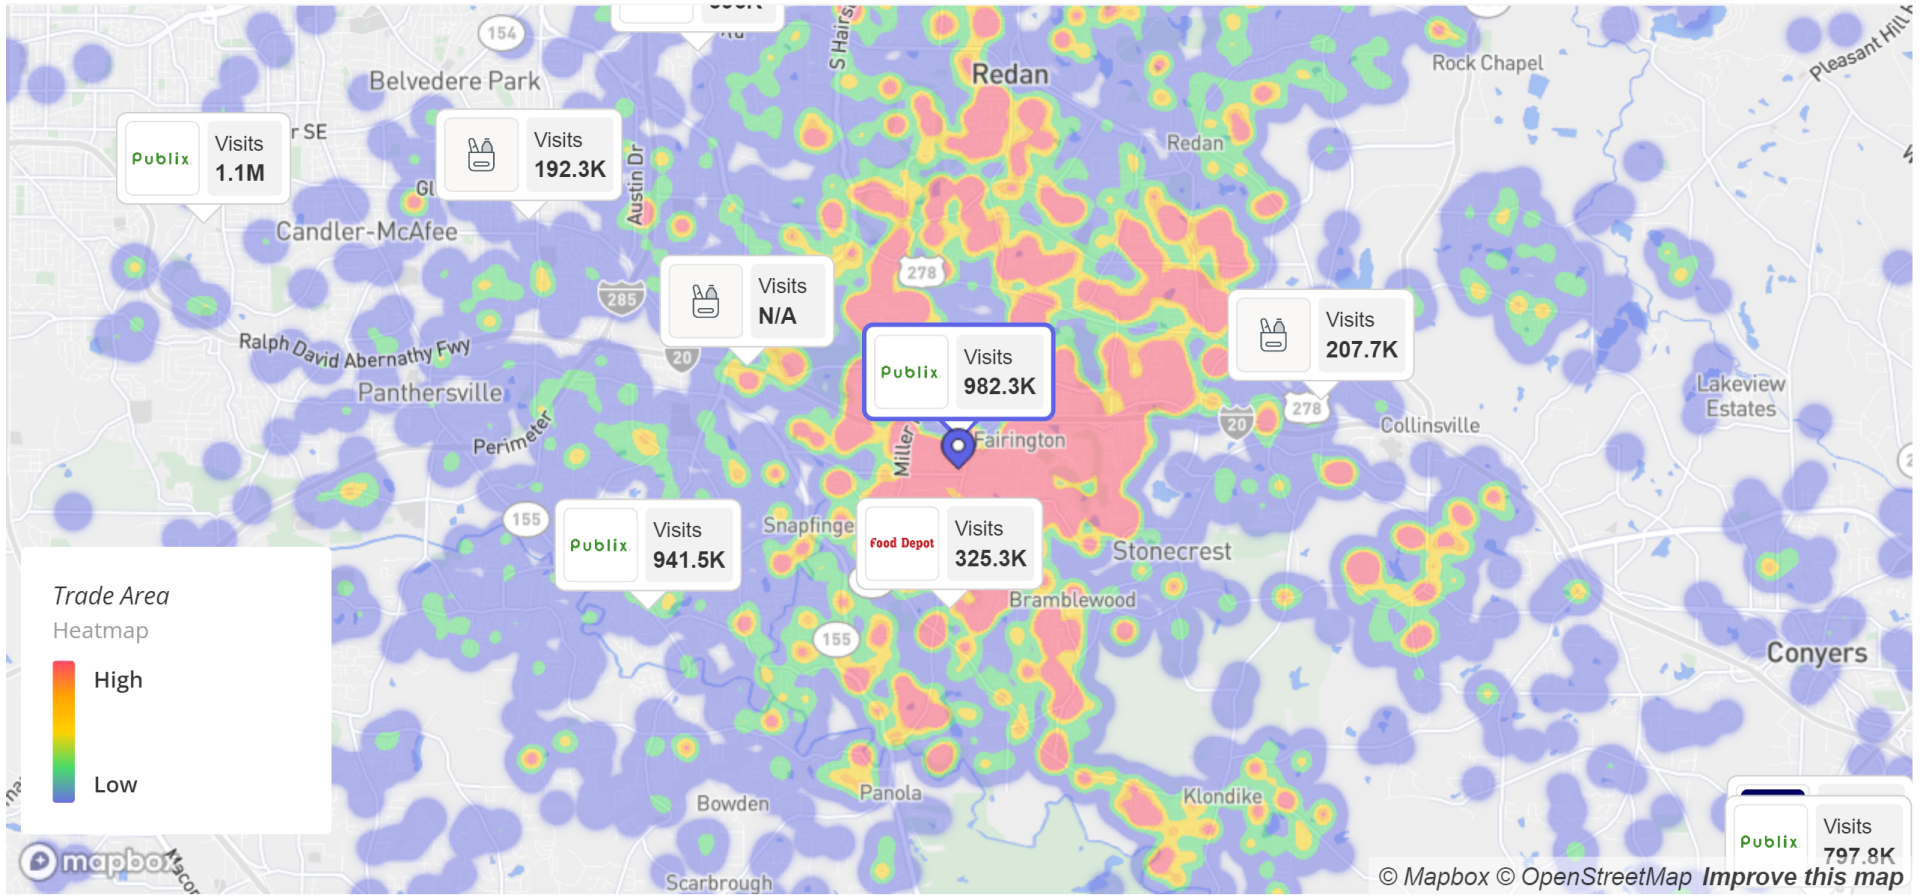 154
Redan
S Hairs
Rock Chapel
Pleasant Hill
Belvedere Park
Publix
Visits
1.1M
r SE
Visits
192.3K
Austin Dr
Redan
Gl
Candler-McAfee
278
Visits
N/A
285
20
Visits
207.7K
Ralph David Abernathy Fwy
Panthersville
Publix
Visits
982.3K
Perimeter
Miller
Fairington
278
20
Collinsville
Lakeview
Estates
155
Publix
Visits
941.5K
Snapfinge
Food Depot
Visits
325.3K
Stonecrest
Bramblewood
155
Conyers
Trade Area
Heatmap
High
Low
Bowden
Panola
Klondike
Publix
Visits
797.8K
mapbox
Scarbrough
© Mapbox © OpenStreetMap Improve this map